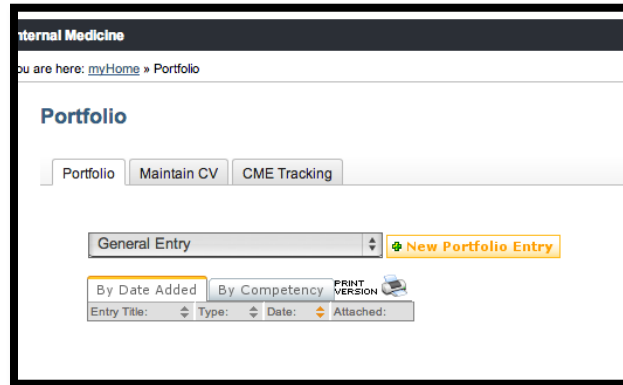 nternal Medicine
ou are here: myHome » Portfolio
Portfolio
Portfolio Maintain CV CME Tracking
General Entry New Portfolio Entry
By Date Added By Competency PRINT VERSION
Entry Title: Type: Date: Attached: